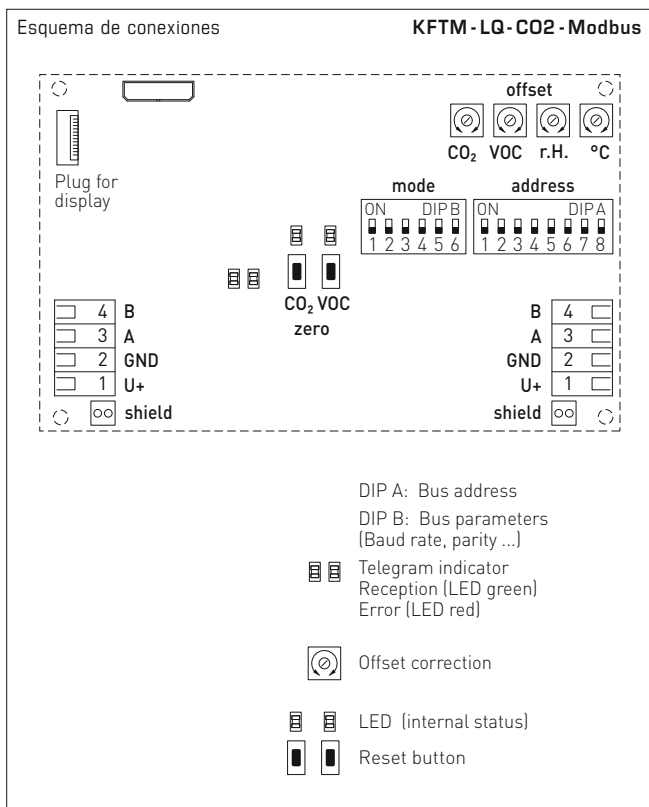 Esquema de conexiones KFTM - LQ - CO2 - Modbus
offset
CO₂ VOC r.H. °C
Plug for
display
mode address
ON DIP B ON DIP A
1 2 3 4 5 6 1 2 3 4 5 6 7 8
CO₂ VOC
zero
4 B B 4
3 A A 3
2 GND GND 2
1 U+ U+ 1
shield shield
DIP A: Bus address
DIP B: Bus parameters
(Baud rate, parity ...)
Telegram indicator
Reception (LED green)
Error (LED red)
Offset correction
LED (internal status)
Reset button